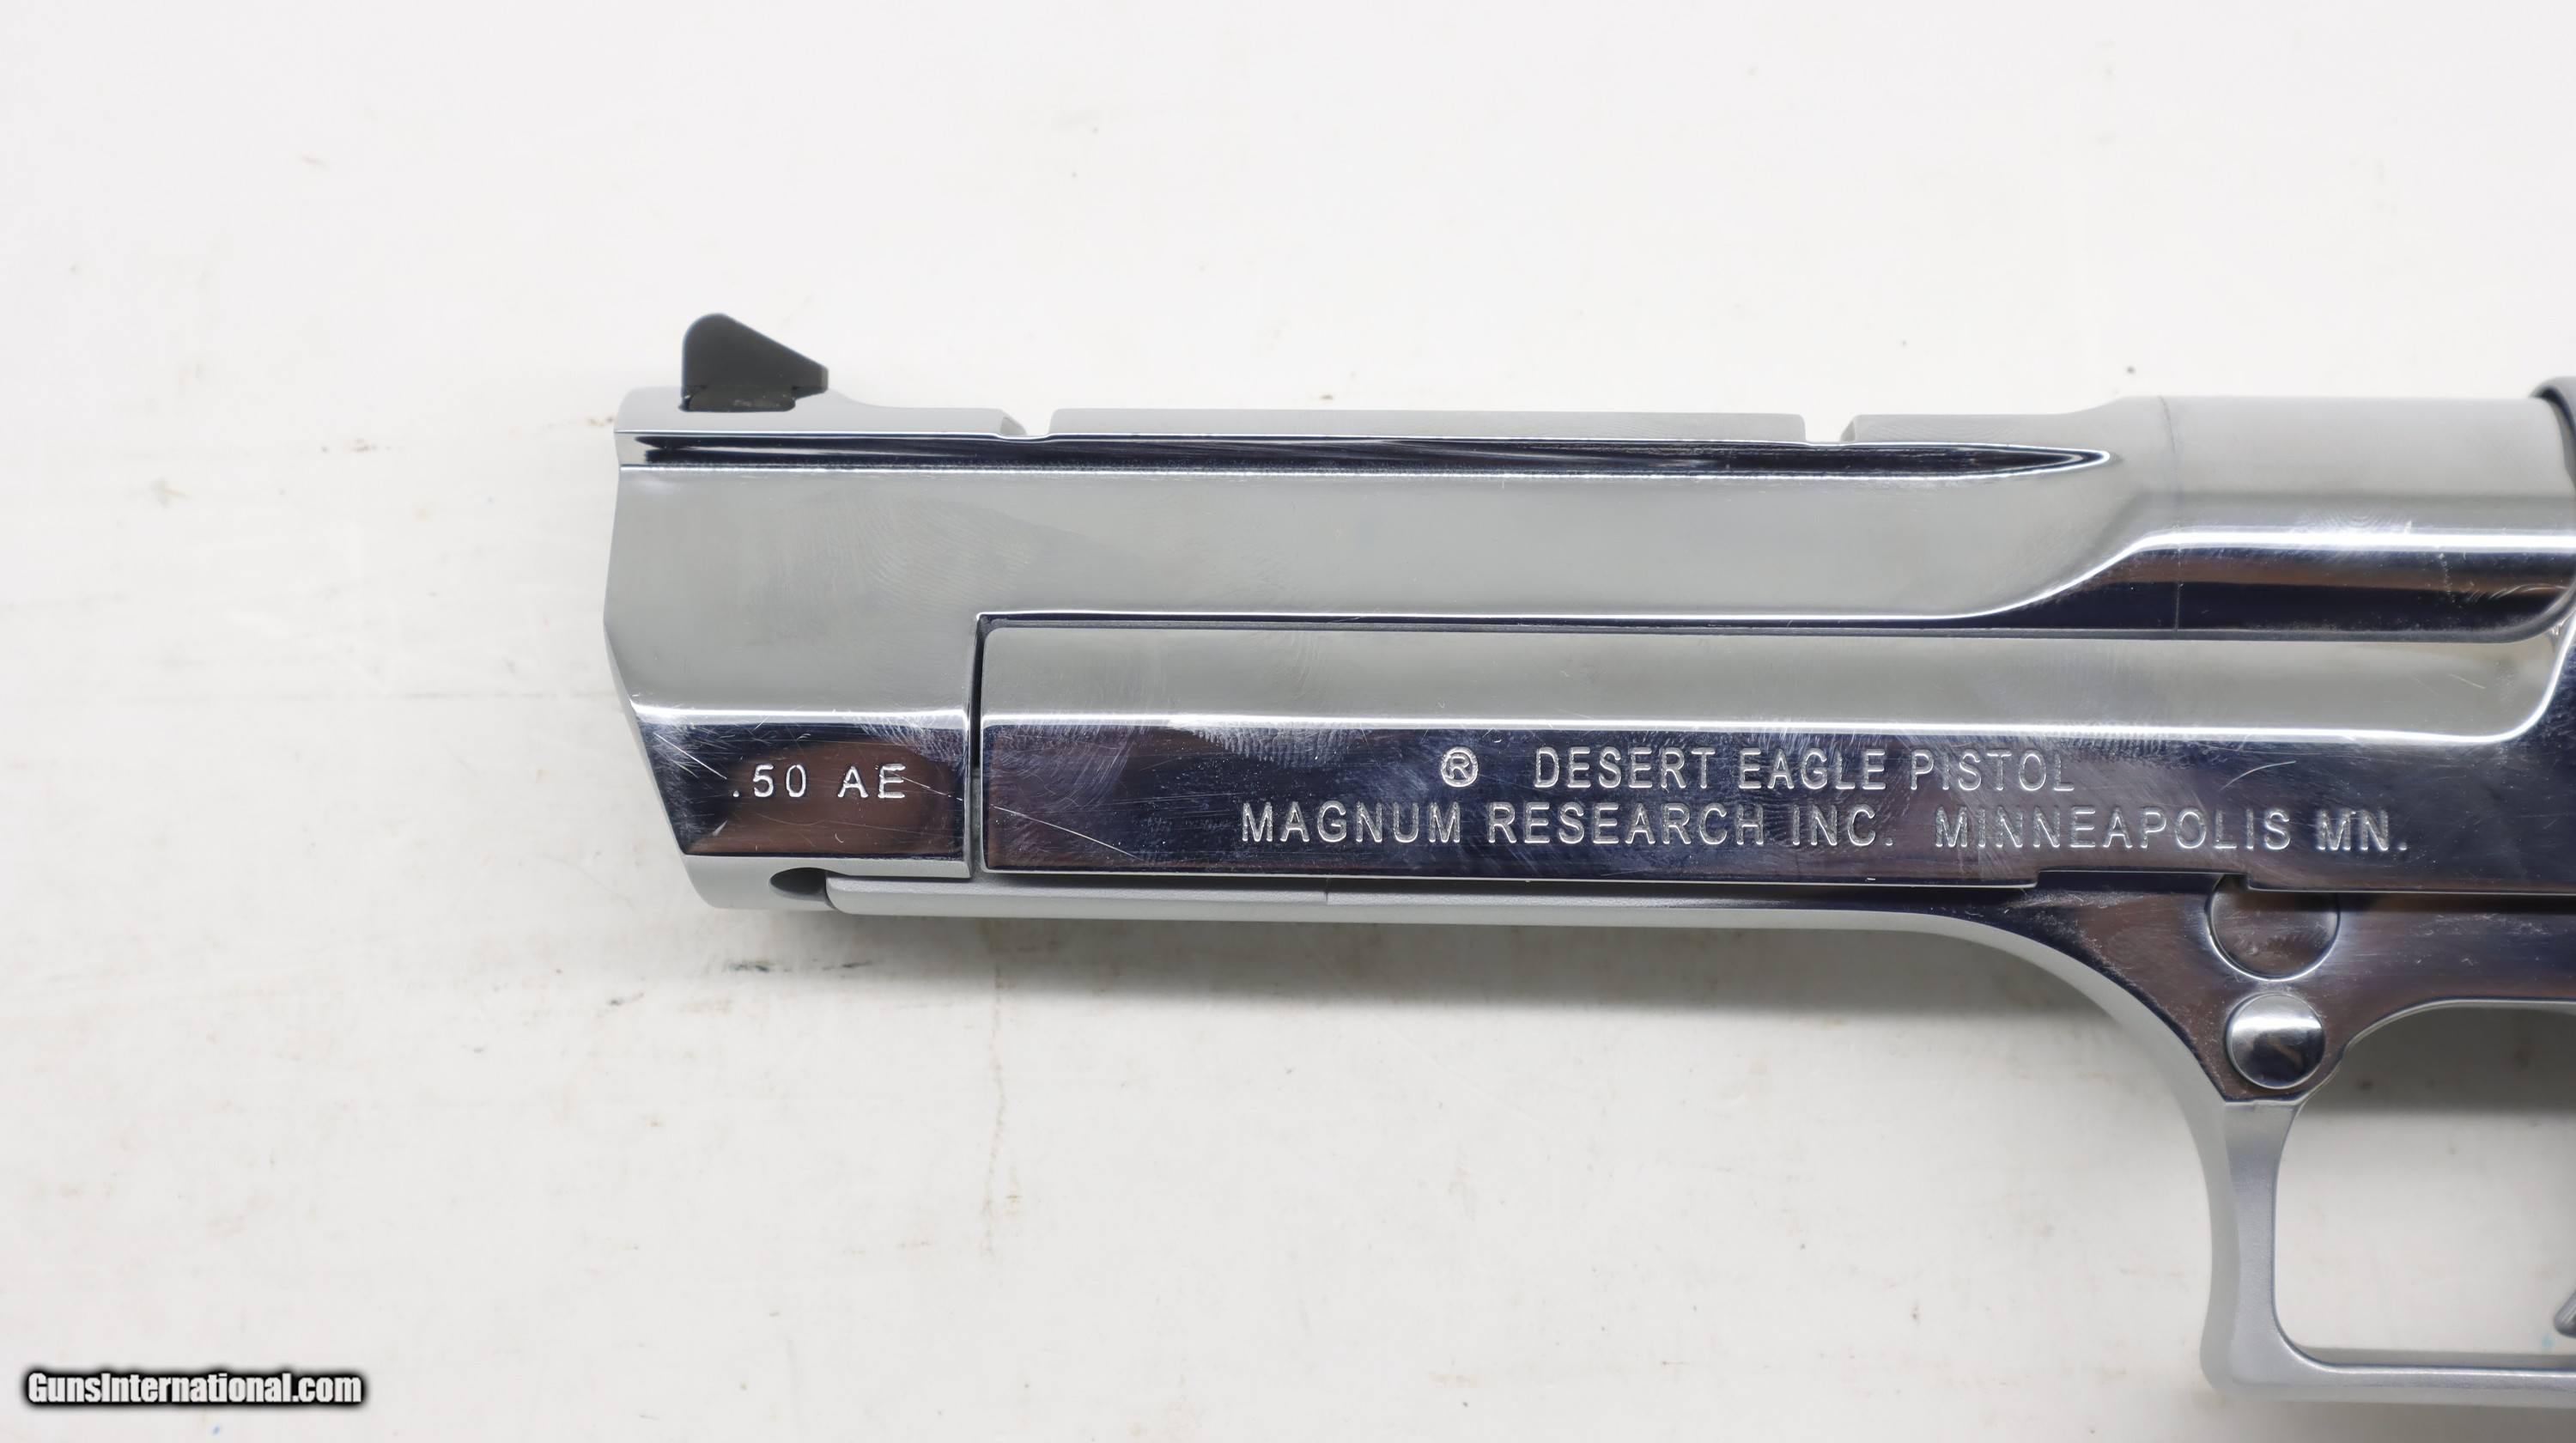 .50 AE
® DESERT EAGLE PISTOL
MAGNUM RESEARCH INC. MINNEAPOLIS MN.
GunsInternational.com